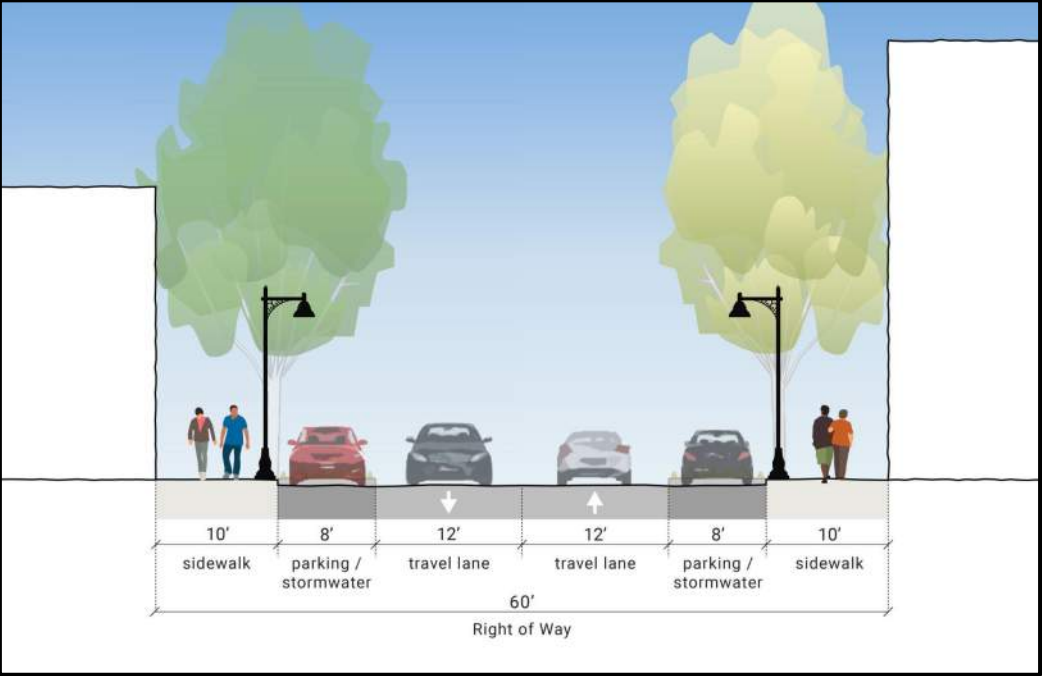 10’ 8’ 12’ 12’ 8’ 10’
sidewalk parking / travel lane travel lane parking / sidewalk
stormwater stormwater
60’
Right of Way